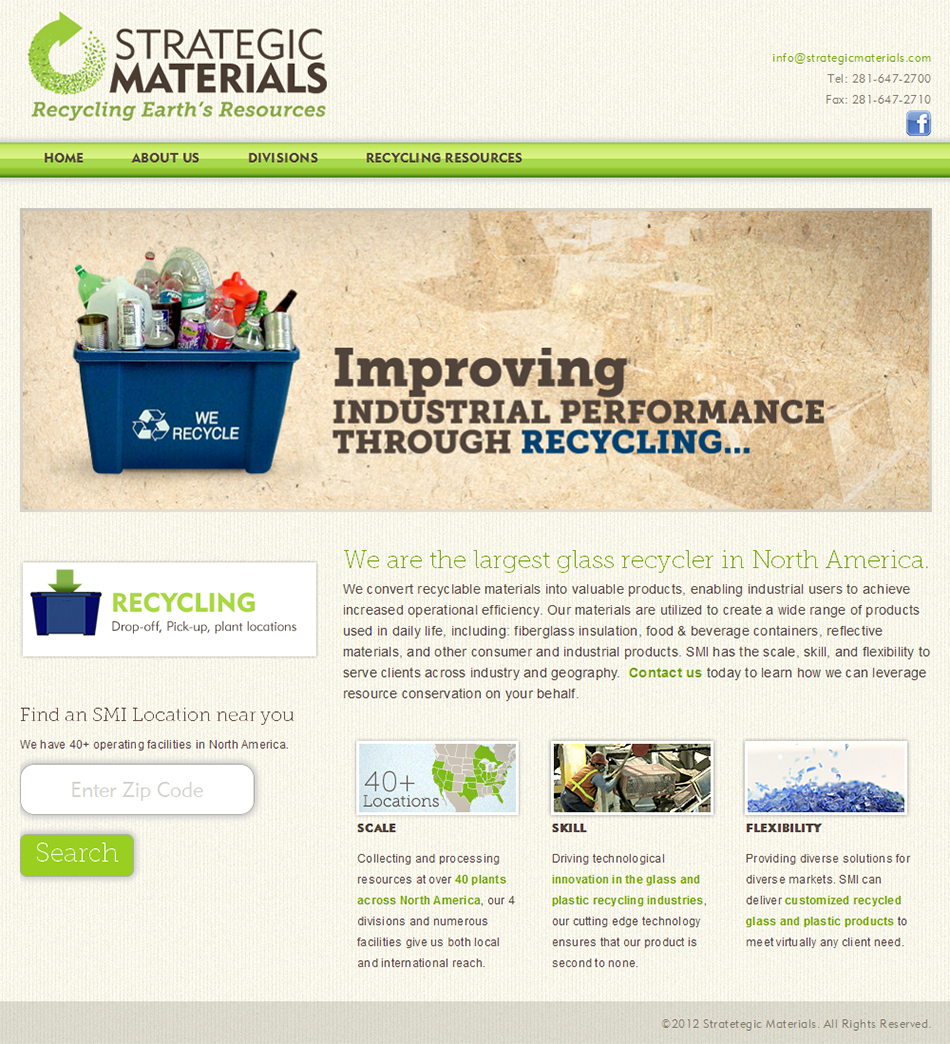 STRATEGIC
MATERIALS
Recycling Earth's Resources
info@strategicmaterials.com
Tel: 281-647-2700
Fax: 281-647-2710
f
HOME ABOUT US DIVISIONS RECYCLING RESOURCES
WE
RECYCLE
Improving
INDUSTRIAL PERFORMANCE
THROUGH RECYCLING...
RECYCLING
Drop-off, Pick-up, plant locations
Find an SMI Location near you
We have 40+ operating facilities in North America.
Enter Zip Code
Search
We are the largest glass recycler in North America.
We convert recyclable materials into valuable products, enabling industrial users to achieve
increased operational efficiency. Our materials are utilized to create a wide range of products
used in daily life, including: fiberglass insulation, food & beverage containers, reflective
materials, and other consumer and industrial products. SMI has the scale, skill, and flexibility to
serve clients across industry and geography. Contact us today to learn how we can leverage
resource conservation on your behalf.
40+
Locations
SCALE
Collecting and processing
resources at over 40 plants
across North America, our 4
divisions and numerous
facilities give us both local
and international reach.
SKILL
Driving technological
innovation in the glass and
plastic recycling industries,
our cutting edge technology
ensures that our product is
second to none.
FLEXIBILITY
Providing diverse solutions for
diverse markets. SMI can
deliver customized recycled
glass and plastic products to
meet virtually any client need.
©2012 Stratetegic Materials. All Rights Reserved.